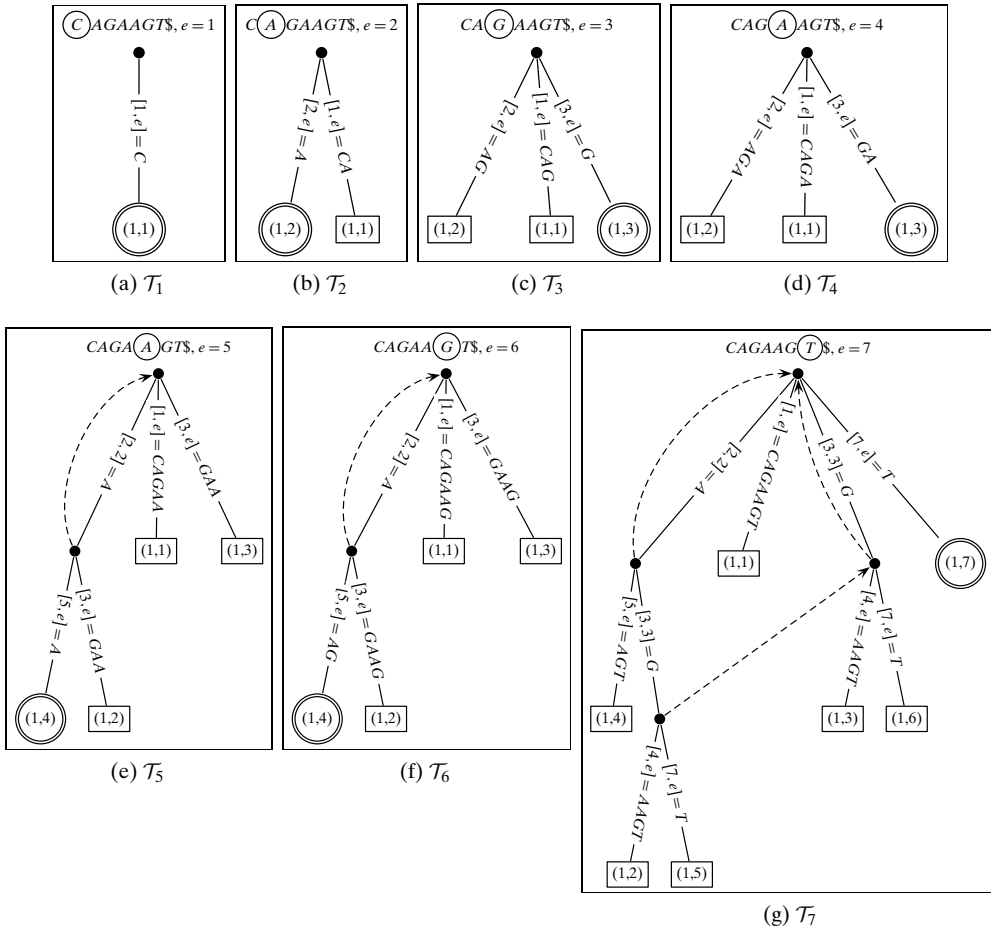 CAGAAGT$, e = 1
[1,e] = C
(1,1)
(a) 𝒯₁
CAGAAGT$, e = 2
[2,e] = A
[1,e] = CA
(1,2)
(1,1)
(b) 𝒯₂
CAGAAGT$, e = 3
[2,e] = AG
[1,e] = CAG
[3,e] = G
(1,2)
(1,1)
(1,3)
(c) 𝒯₃
CAGAAGT$, e = 4
[2,e] = AGA
[1,e] = CAGA
[3,e] = GA
(1,2)
(1,1)
(1,3)
(d) 𝒯₄
CAGAAGT$, e = 5
[2,2] = A
[1,e] = CAGAA
[3,e] = GAA
(1,1)
(1,3)
[5,e] = A
[3,e] = GAA
(1,4)
(1,2)
(e) 𝒯₅
CAGAAGT$, e = 6
[2,2] = A
[1,e] = CAGAAG
[3,e] = GAAG
(1,1)
(1,3)
[5,e] = AG
[3,e] = GAAG
(1,4)
(1,2)
(f) 𝒯₆
CAGAAGT$, e = 7
[2,2] = A
[1,e] = CAGAAGT
[3,3] = G
[7,e] = T
(1,1)
(1,7)
[5,e] = AGT
[3,3] = G
[4,e] = AAGT
[7,e] = T
(1,4)
(1,3)
(1,6)
[4,e] = AAGT
[7,e] = T
(1,2)
(1,5)
(g) 𝒯₇